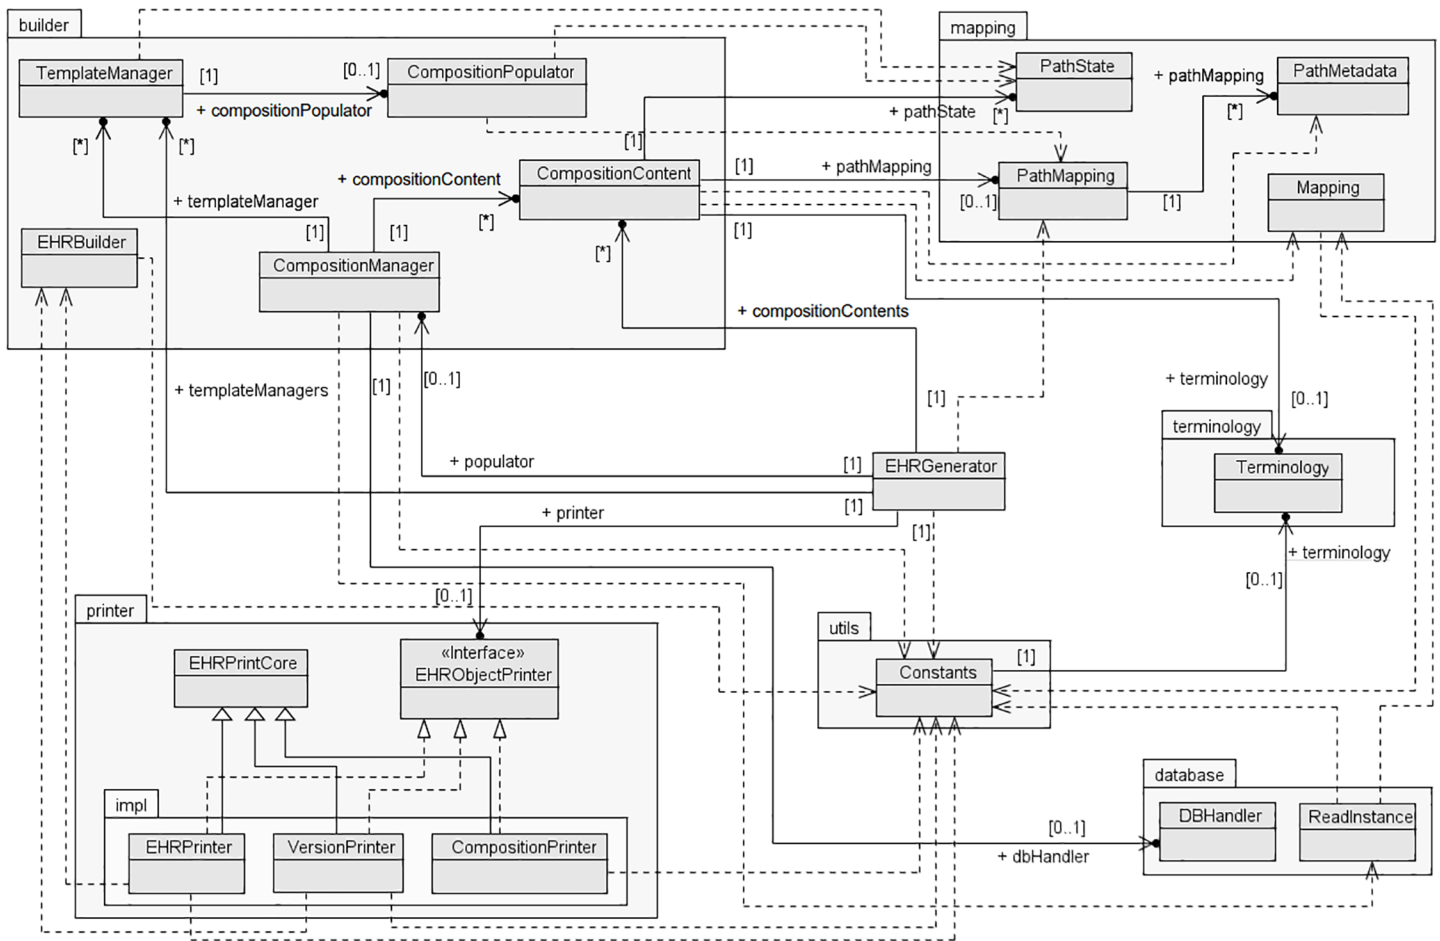 builder
mapping
TemplateManager
[1]
[0..1]
CompositionPopulator
+ compositionPopulator
PathState
+ pathMapping
PathMetadata
+ pathState
[*]
[*]
[*]
[*]
[1]
CompositionContent
[1]
+ pathMapping
PathMapping
[0..1]
[1]
Mapping
+ compositionContent
+ templateManager
[1]
[1]
[*]
[1]
EHRBuilder
CompositionManager
[*]
+ compositionContents
+ templateManagers
[1]
[0..1]
[1]
+ terminology
[0..1]
terminology
Terminology
+ populator
[1]
EHRGenerator
[1]
+ printer
[1]
+ terminology
[0..1]
[0..1]
printer
utils
EHRPrintCore
«Interface»
EHRObjectPrinter
Constants
[1]
impl
EHRPrinter
VersionPrinter
CompositionPrinter
database
DBHandler
ReadInstance
[0..1]
+ dbHandler